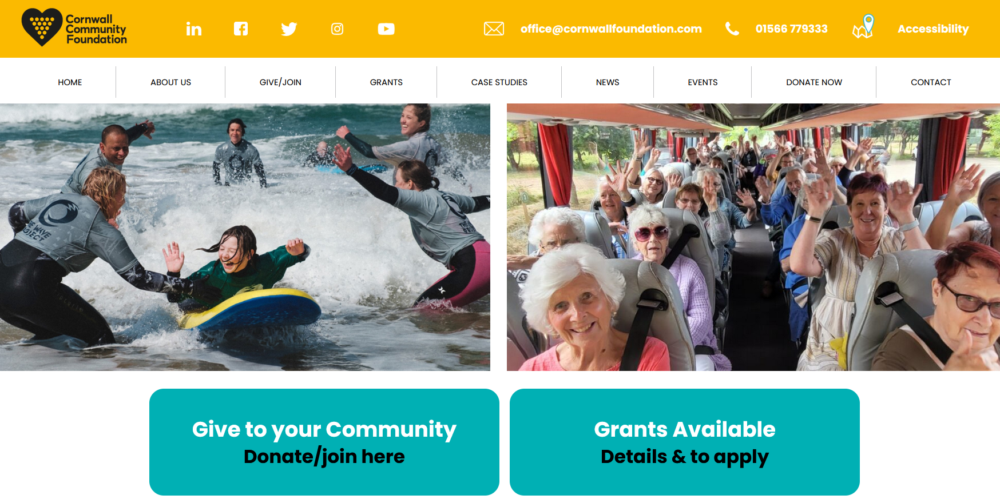 Cornwall
Community
Foundation
office@cornwallfoundation.com
01566 779333
Accessibility
HOME
ABOUT US
GIVE/JOIN
GRANTS
CASE STUDIES
NEWS
EVENTS
DONATE NOW
CONTACT
Give to your Community
Donate/join here
Grants Available
Details & to apply